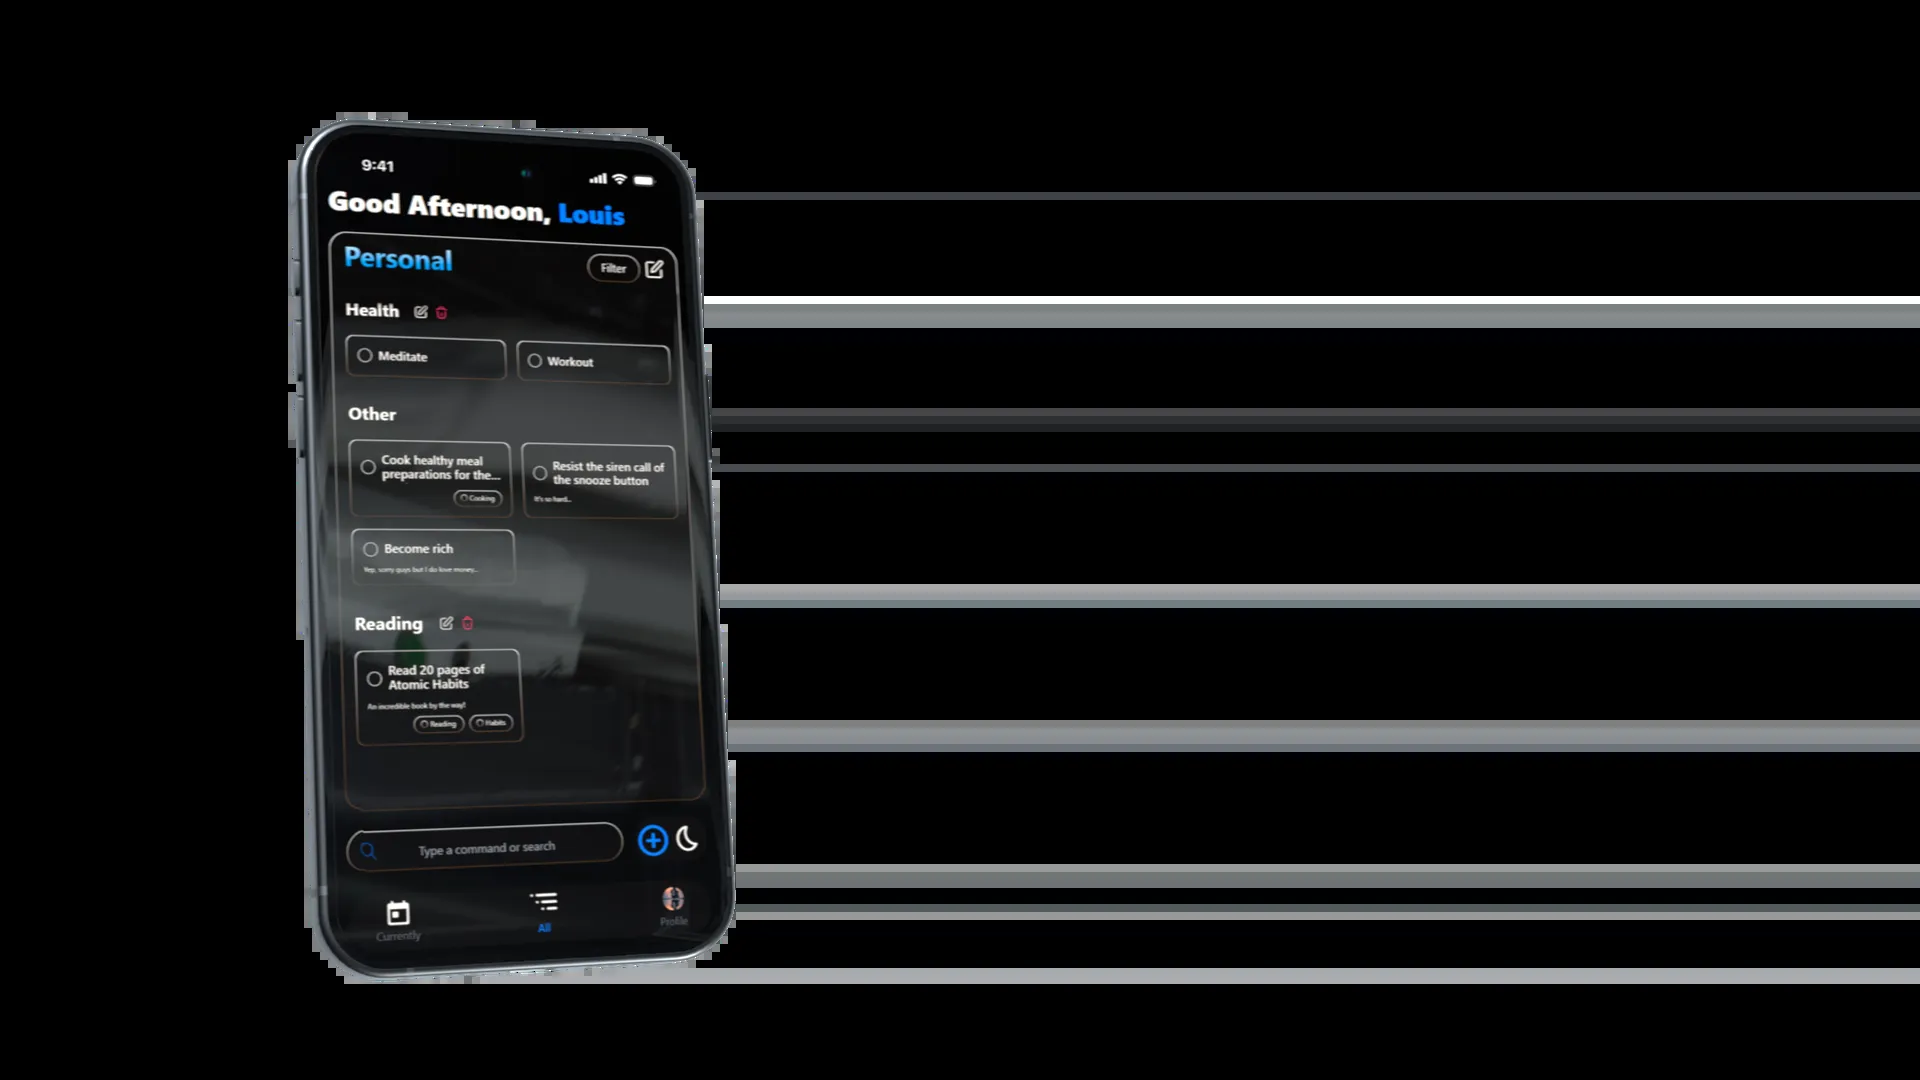 9:41
Good Afternoon, Louis
Personal
Filter
Health
Meditate
Workout
Other
Cook healthy meal
preparations for the...
Cooking
Resist the siren call of
the snooze button
It's so hard...
Become rich
Yep, sorry guys but I do love money...
Reading
Read 20 pages of
Atomic Habits
An incredible book by the way!
Reading
Habits
Type a command or search
Currently
All
Profile